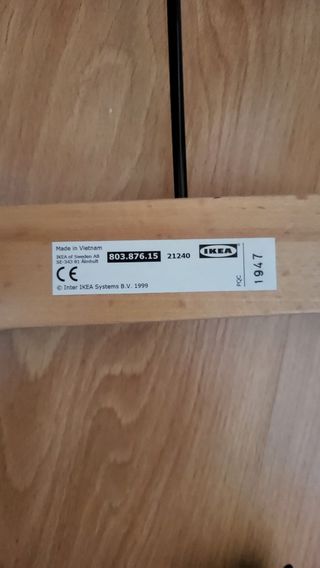 Made in Vietnam
IKEA of Sweden AB
SE-343 81 Älmhult
803.876.15 21240
IKEA
CE
© Inter IKEA Systems B.V. 1999
PQC
1947